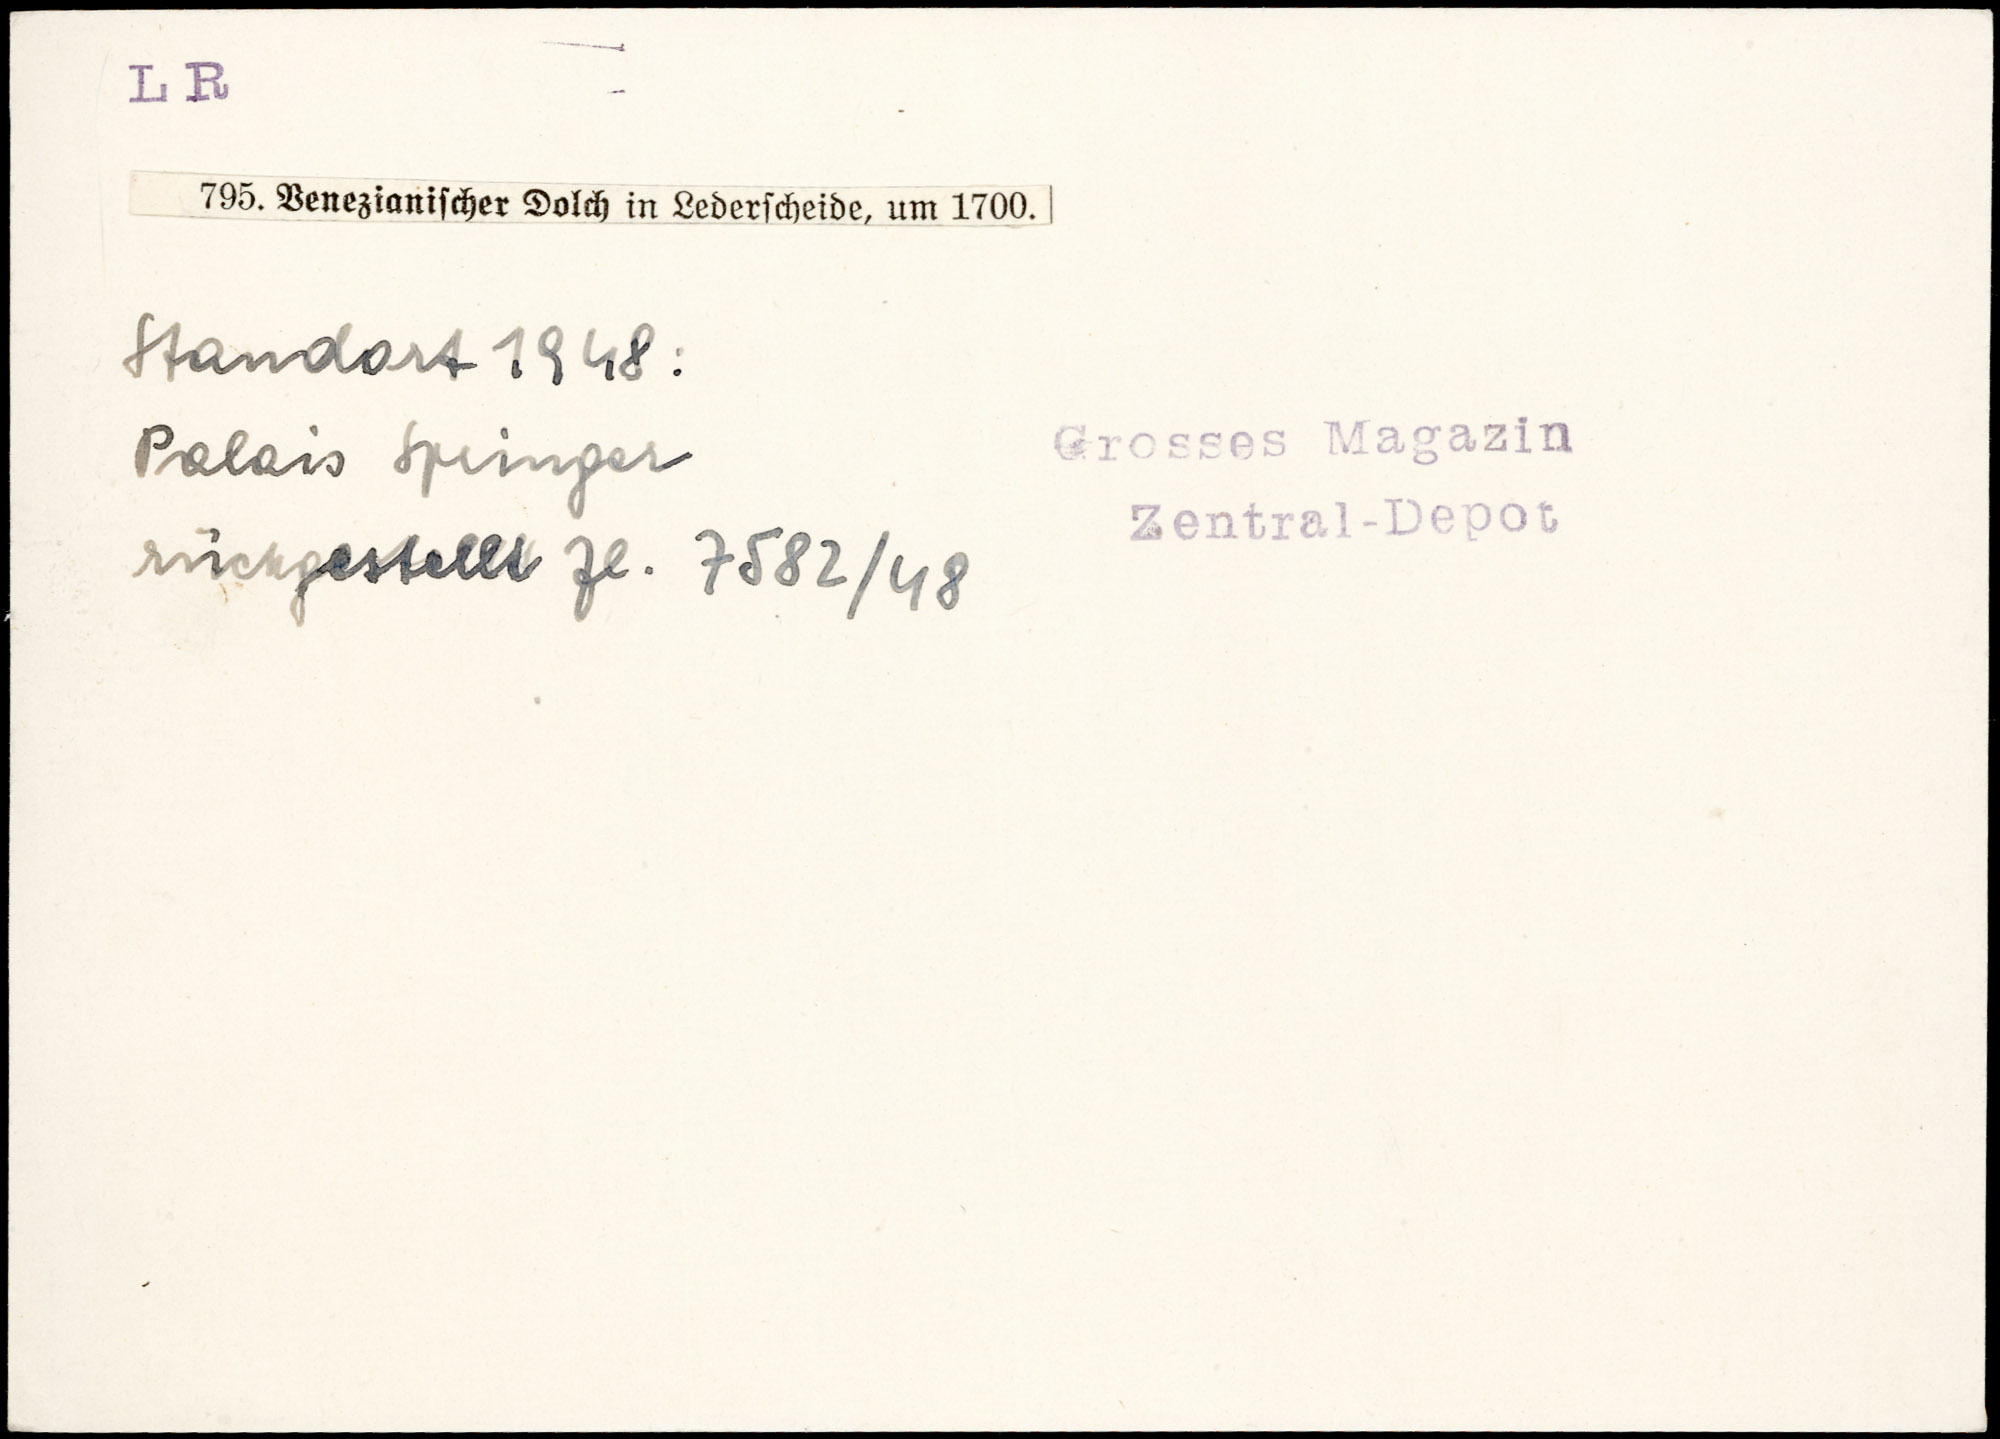 LR
795. Venezianischer Dolch in Lederscheide, um 1700.
Standort 1948:
Palais Springer
rückgestellt Zl. 7582/48
Grosses Magazin
Zentral-Depot